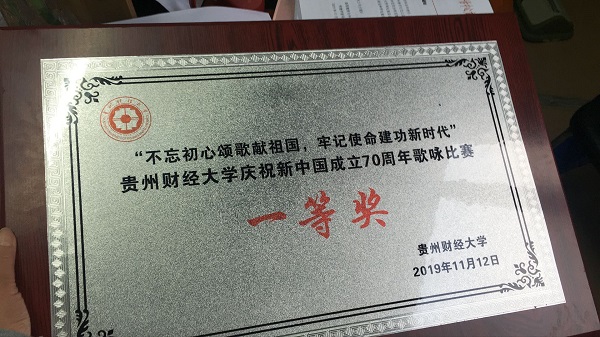 “不忘初心颂歌献祖国，牢记使命建功新时代”
贵州财经大学庆祝新中国成立70周年歌咏比赛
一等奖
贵州财经大学
2019年11月12日